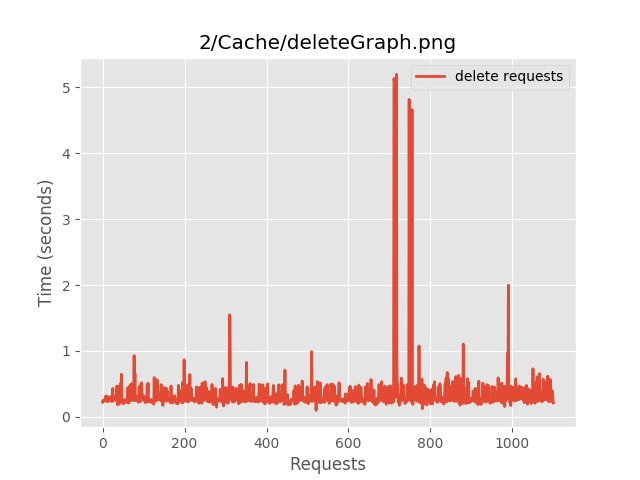 2/Cache/deleteGraph.png
delete requests
Time (seconds)
5
4
3
2
1
0
0 200 400 600 800 1000
Requests